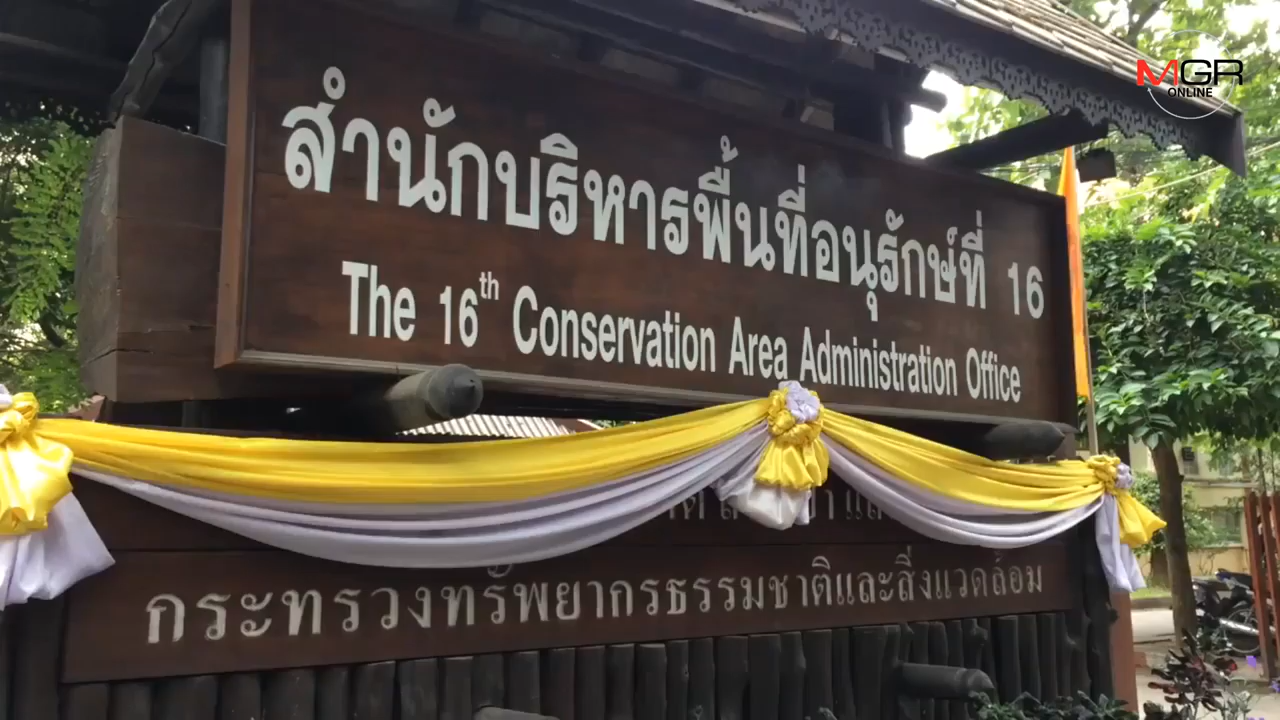 MGR
ONLINE
สำนักบริหารพื้นที่อนุรักษ์ที่ 16
The 16th Conservation Area Administration Office
กระทรวงทรัพยากรธรรมชาติและสิ่งแวดล้อม